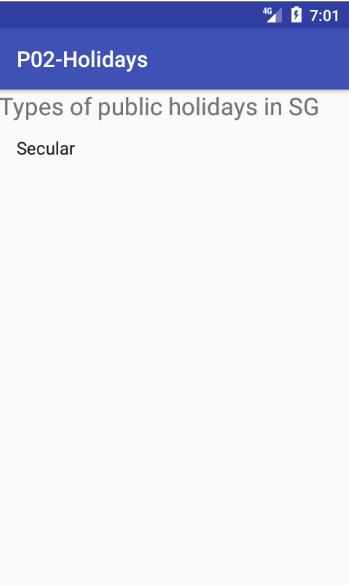 4G 7:01
P02-Holidays
Types of public holidays in SG
Secular